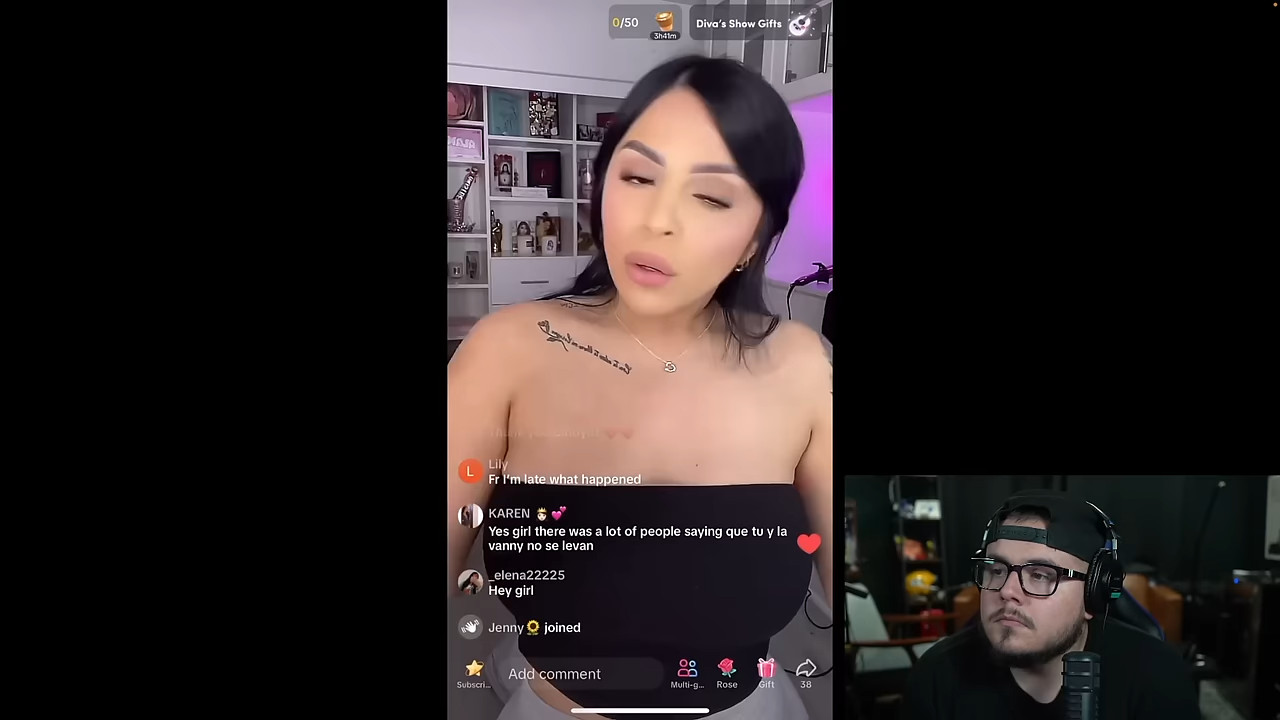 0/50
3h41m
Diva's Show Gifts
Lily
Fr I'm late what happened
KAREN
Yes girl there was a lot of people saying que tu y la
vanny no se levan
_elena22225
Hey girl
Jenny joined
L
Subscri...
Add comment
Multi-g...
Rose
Gift
38